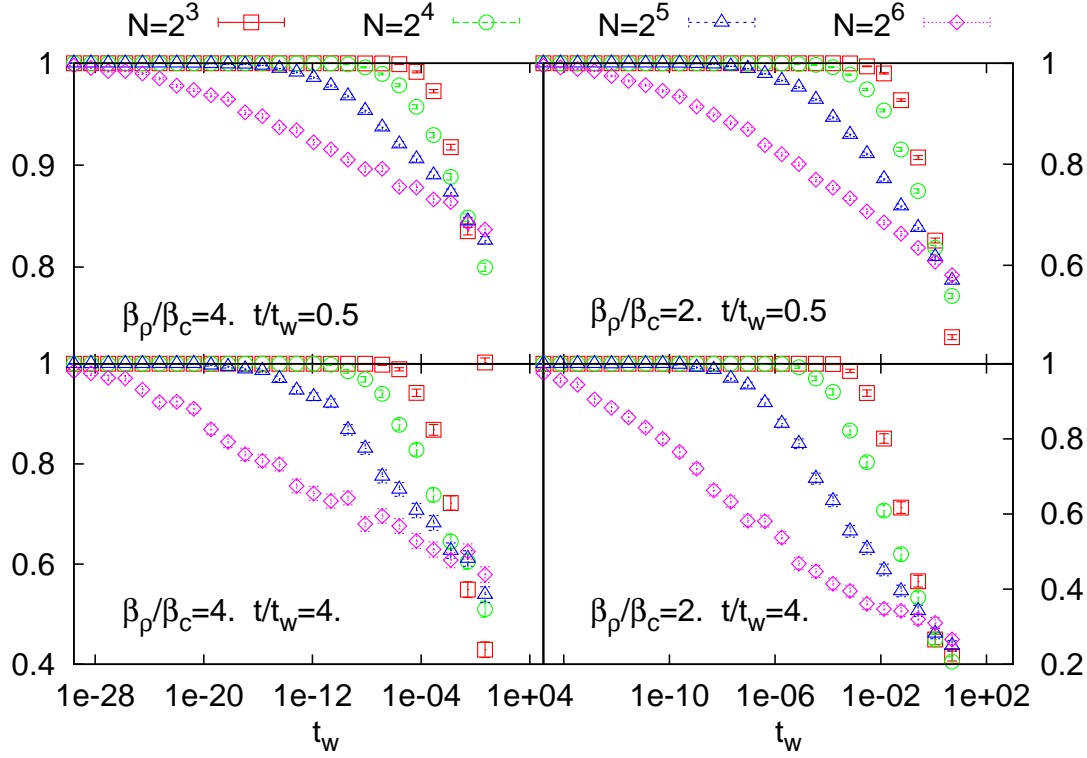 N=2^3 N=2^4 N=2^5 N=2^6
1 1
0.9 0.8
0.8 0.6
β_ρ/β_c=4. t/t_w=0.5 β_ρ/β_c=2. t/t_w=0.5
1 1
0.8 0.8
0.6
0.6 0.4
β_ρ/β_c=4. t/t_w=4. β_ρ/β_c=2. t/t_w=4.
0.4 0.2
1e-28 1e-20 1e-12 1e-04 1e+04 1e-10 1e-06 1e-02 1e+02
t_w t_w